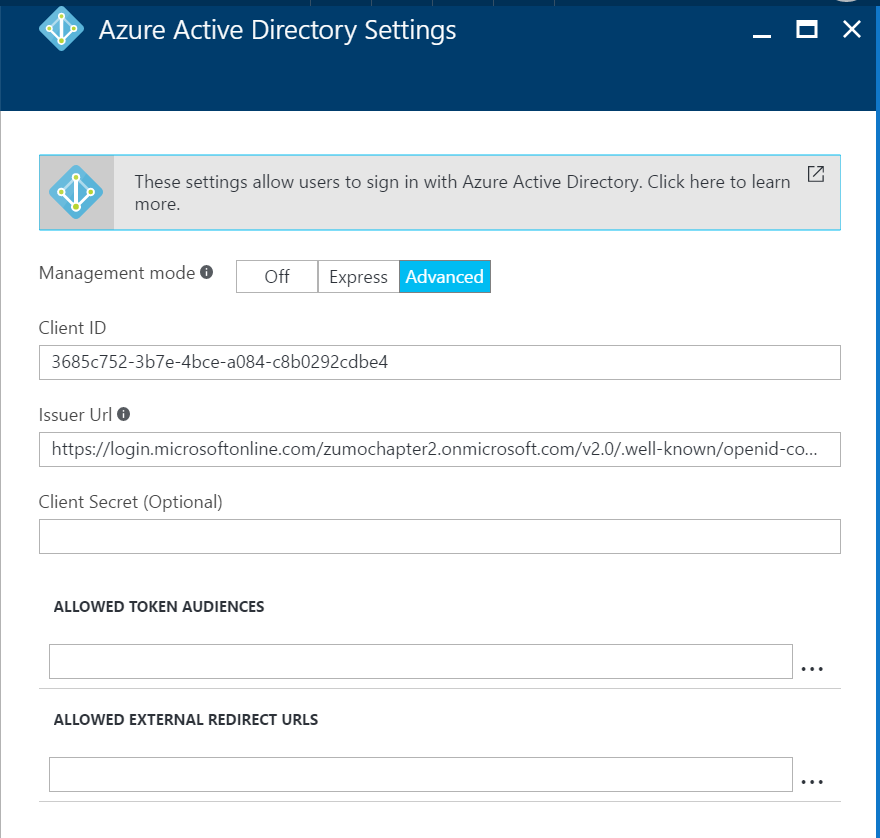 Azure Active Directory Settings
These settings allow users to sign in with Azure Active Directory. Click here to learn
more.
Management mode
Off
Express
Advanced
Client ID
3685c752-3b7e-4bce-a084-c8b0292cdbe4
Issuer Url
https://login.microsoftonline.com/zumochapter2.onmicrosoft.com/v2.0/.well-known/openid-co...
Client Secret (Optional)
ALLOWED TOKEN AUDIENCES
...
ALLOWED EXTERNAL REDIRECT URLS
...